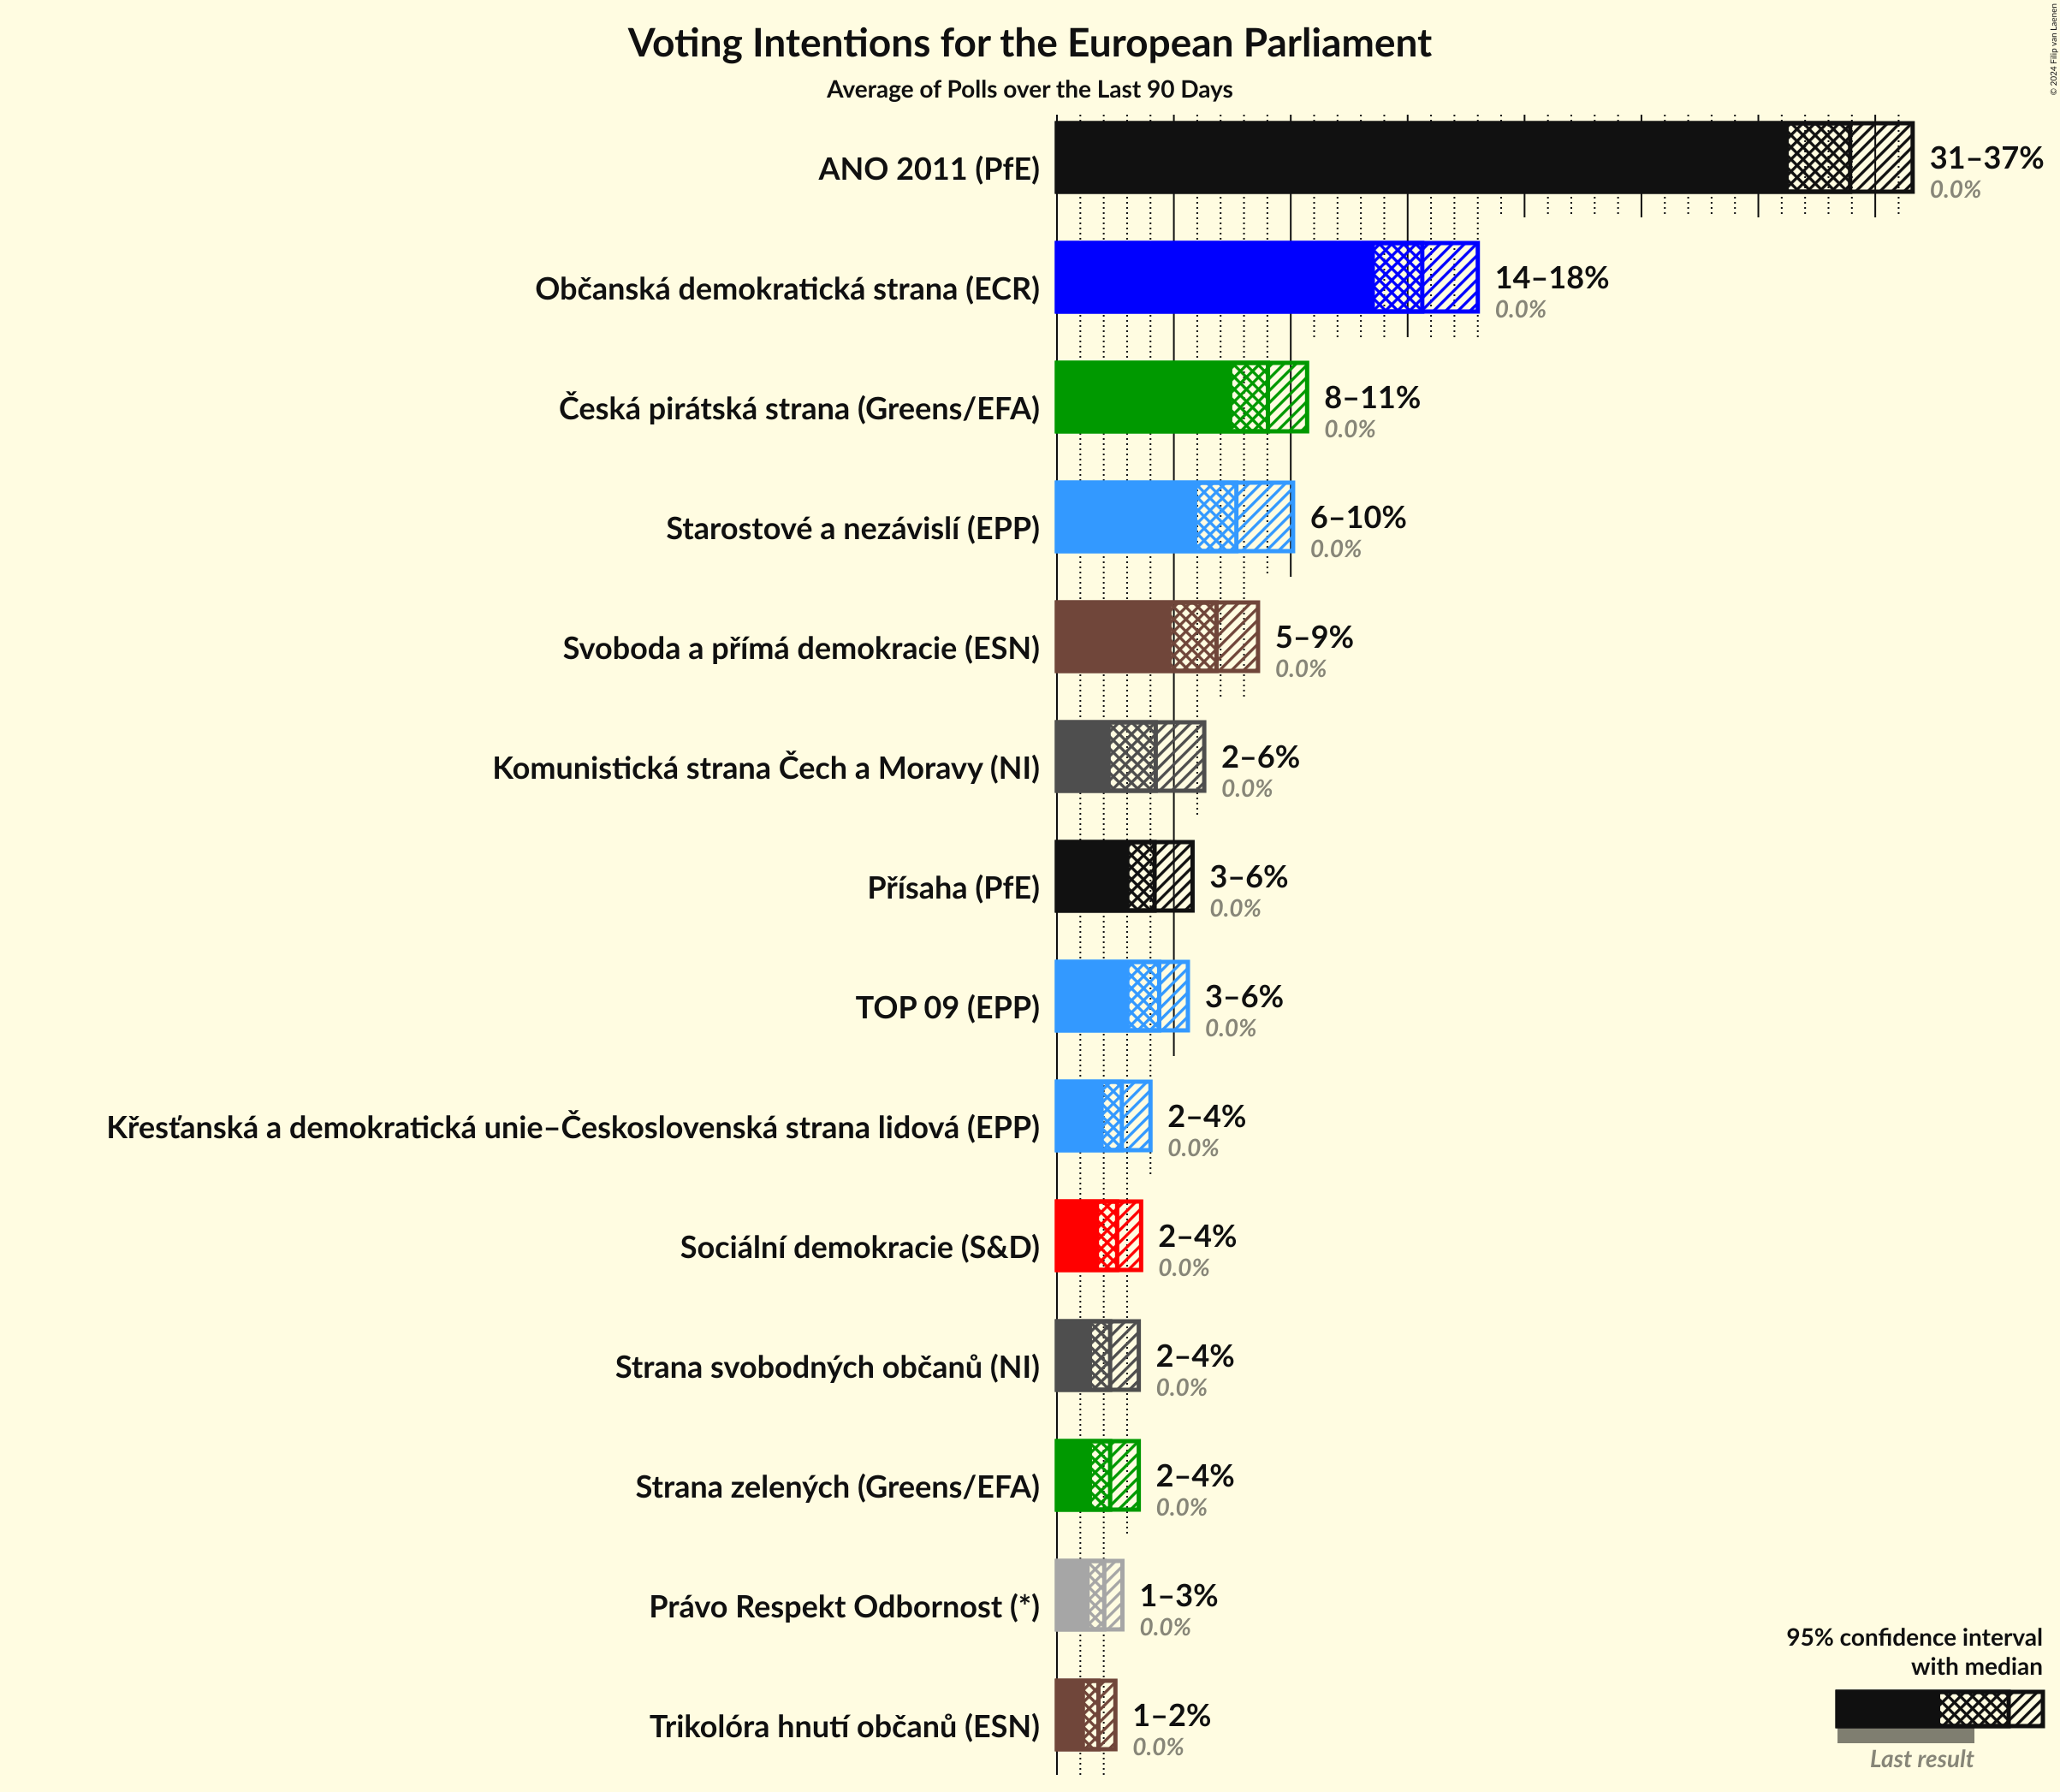 Voting Intentions for the European Parliament
Average of Polls over the Last 90 Days
© 2024 Filip van Laenen
ANO 2011 (PfE)
31–37%
0.0%
Občanská demokratická strana (ECR)
14–18%
0.0%
Česká pirátská strana (Greens/EFA)
8–11%
0.0%
Starostové a nezávislí (EPP)
6–10%
0.0%
Svoboda a přímá demokracie (ESN)
5–9%
0.0%
Komunistická strana Čech a Moravy (NI)
2–6%
0.0%
Přísaha (PfE)
3–6%
0.0%
TOP 09 (EPP)
3–6%
0.0%
Křesťanská a demokratická unie–Československá strana lidová (EPP)
2–4%
0.0%
Sociální demokracie (S&D)
2–4%
0.0%
Strana svobodných občanů (NI)
2–4%
0.0%
Strana zelených (Greens/EFA)
2–4%
0.0%
Právo Respekt Odbornost (*)
1–3%
0.0%
Trikolóra hnutí občanů (ESN)
1–2%
0.0%
95% confidence interval
with median
Last result